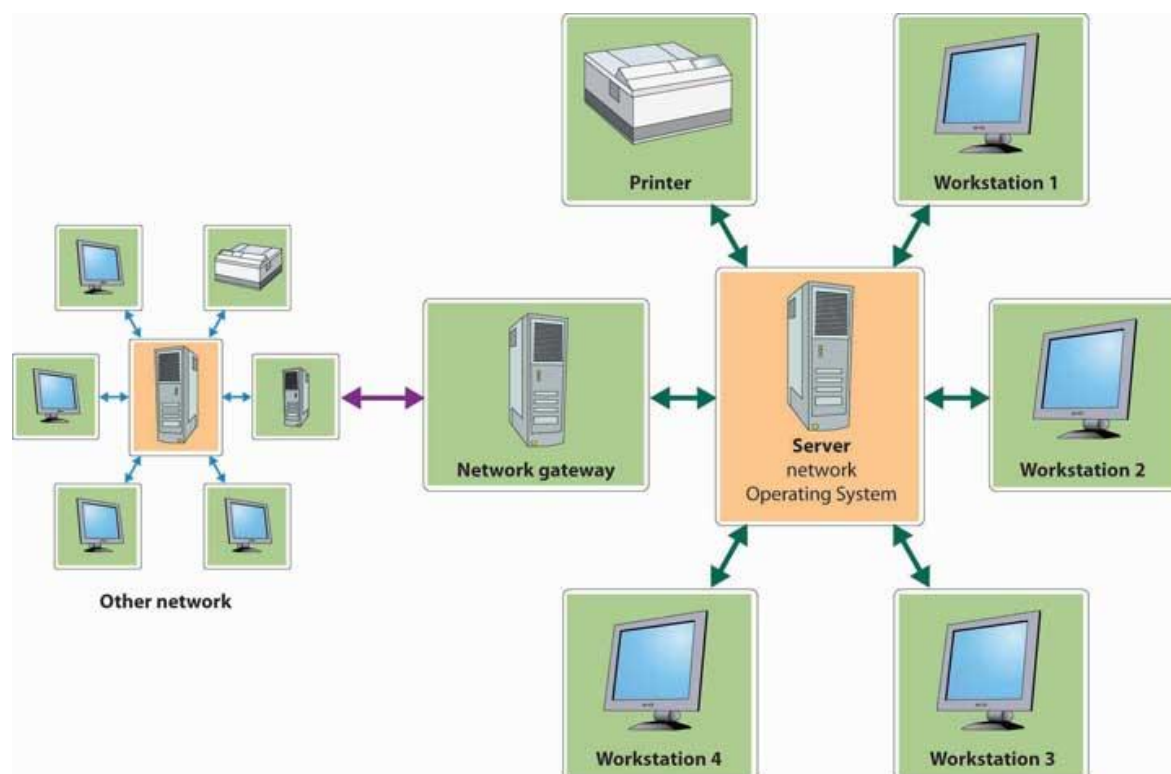 Printer
Workstation 1
Network gateway
Server
network
Operating System
Workstation 2
Other network
Workstation 4
Workstation 3